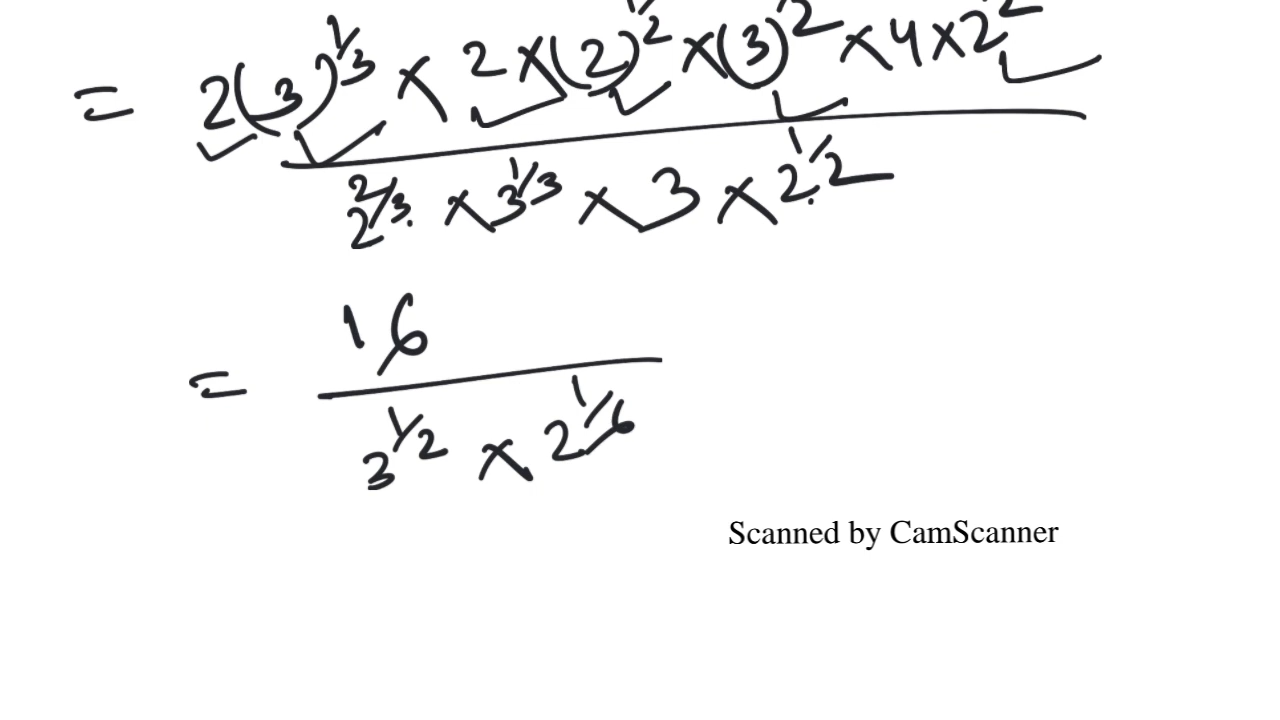 = 2(3)^1/3 × 2 × (2)^1/2 × (3)^1/2 × 4 × 2^
2^2/3 × 3^1/3 × 3 × 2^1/2
= 16
3^1/2 × 2^1/6
Scanned by CamScanner